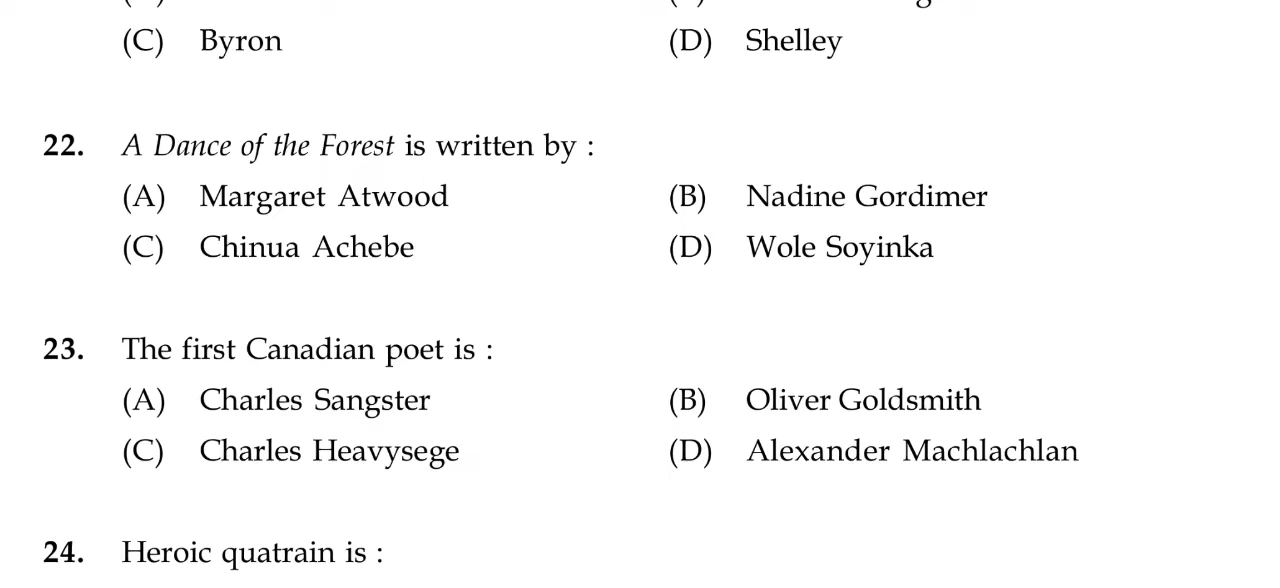 (C) Byron (D) Shelley
22. A Dance of the Forest is written by :
(A) Margaret Atwood (B) Nadine Gordimer
(C) Chinua Achebe (D) Wole Soyinka
23. The first Canadian poet is :
(A) Charles Sangster (B) Oliver Goldsmith
(C) Charles Heavysege (D) Alexander Machlachlan
24. Heroic quatrain is :